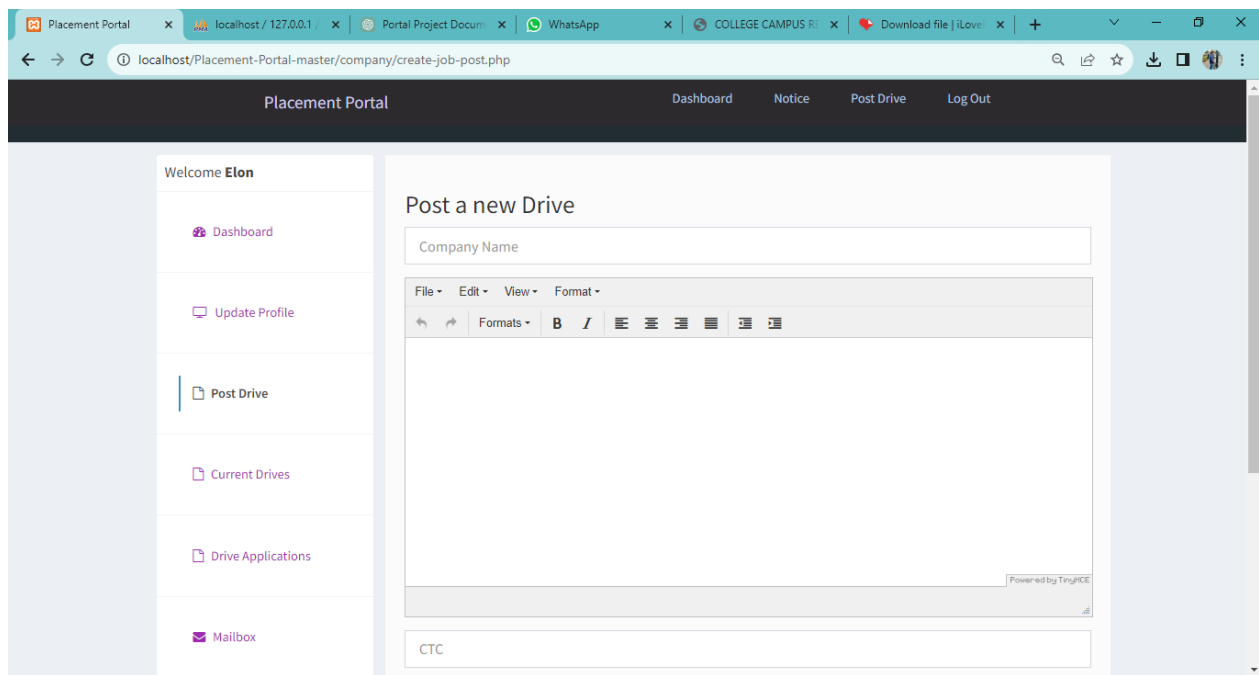 Placement Portal
localhost / 127.0.0.1 /
Portal Project Docum
WhatsApp
COLLEGE CAMPUS RE
Download file | iLove
localhost/Placement-Portal-master/company/create-job-post.php
Placement Portal
Dashboard Notice Post Drive Log Out
Welcome Elon
Dashboard
Update Profile
Post Drive
Current Drives
Drive Applications
Mailbox
Post a new Drive
Company Name
File Edit View Format
Formats B I
Powered by TinyMCE
CTC